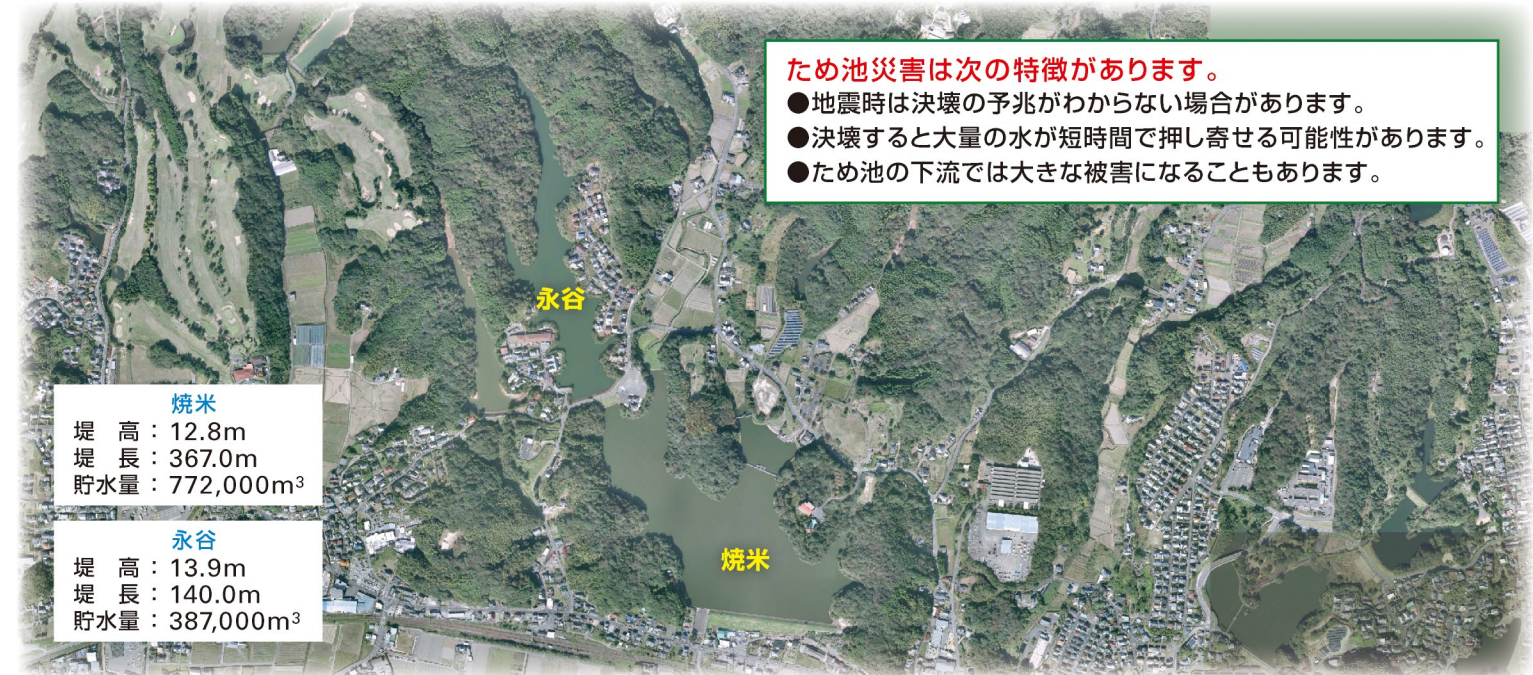 ため池災害は次の特徴があります。
●地震時は決壊の予兆がわからない場合があります。
●決壊すると大量の水が短時間で押し寄せる可能性があります。
●ため池の下流では大きな被害になることもあります。
永谷
焼米
焼米
堤　高：12.8m
堤　長：367.0m
貯水量：772,000m³
永谷
堤　高：13.9m
堤　長：140.0m
貯水量：387,000m³